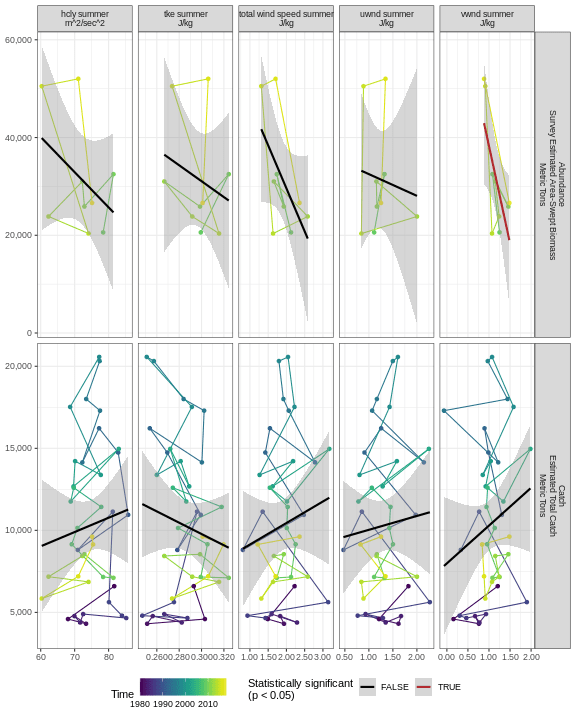 hcly summer
m^2/sec^2
tke summer
J/kg
total wind speed summer
J/kg
uwnd summer
J/kg
vwnd summer
J/kg
60,000
40,000
20,000
0
Abundance
Survey Estimated Area-Swept Biomass
Metric Tons
20,000
15,000
10,000
5,000
Catch
Estimated Total Catch
Metric Tons
60 70 80
0.260 0.280 0.300 0.320
1.00 1.50 2.00 2.50 3.00
0.50 1.00 1.50 2.00
0.00 0.50 1.00 1.50 2.00
Time
1980 1990 2000 2010
Statistically significant
(p < 0.05)
FALSE
TRUE